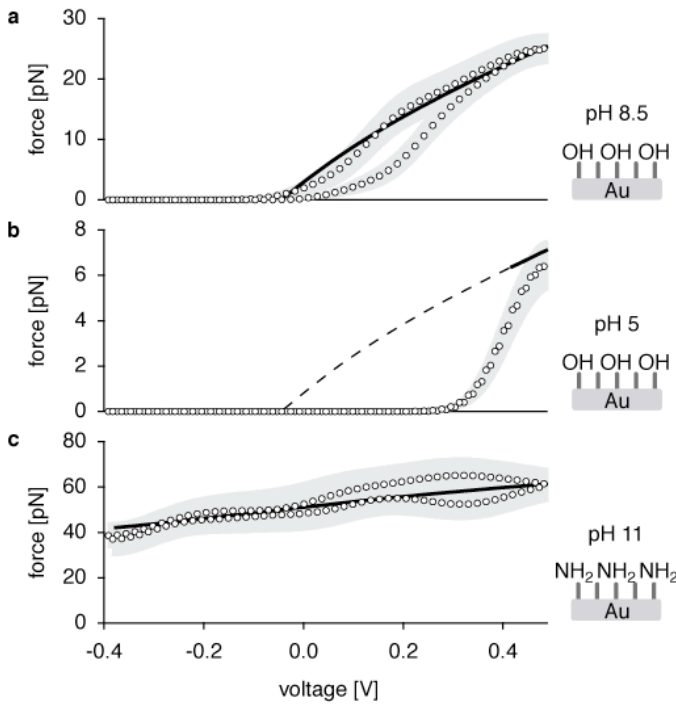 a
force [pN]
30
20
10
0
pH 8.5
OH OH OH
Au
b
force [pN]
8
6
4
2
0
pH 5
OH OH OH
Au
c
force [pN]
80
60
40
20
0
pH 11
NH2 NH2 NH2
Au
-0.4 -0.2 0.0 0.2 0.4
voltage [V]